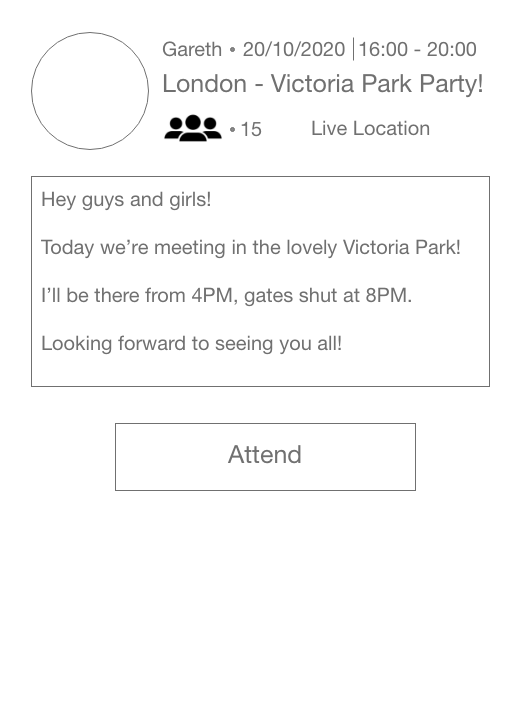 Gareth • 20/10/2020 | 16:00 - 20:00
London - Victoria Park Party!
• 15 Live Location
Hey guys and girls!
Today we’re meeting in the lovely Victoria Park!
I’ll be there from 4PM, gates shut at 8PM.
Looking forward to seeing you all!
Attend